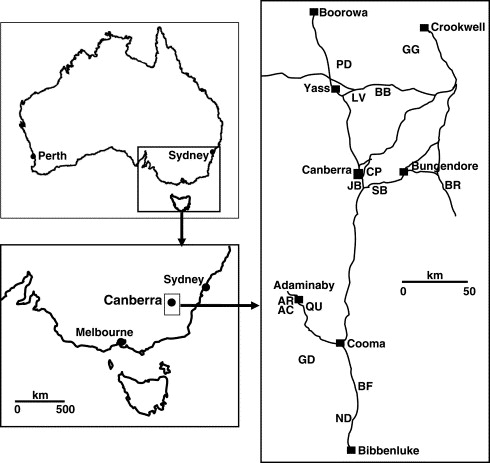 Perth
Sydney
Sydney
Canberra
Melbourne
km
0 500
Boorowa
Crookwell
GG
PD
Yass
LV
BB
Canberra
CP
Bungendore
JB
SB
BR
km
0 50
Adaminaby
AR
AC
QU
Cooma
GD
BF
ND
Bibbenluke